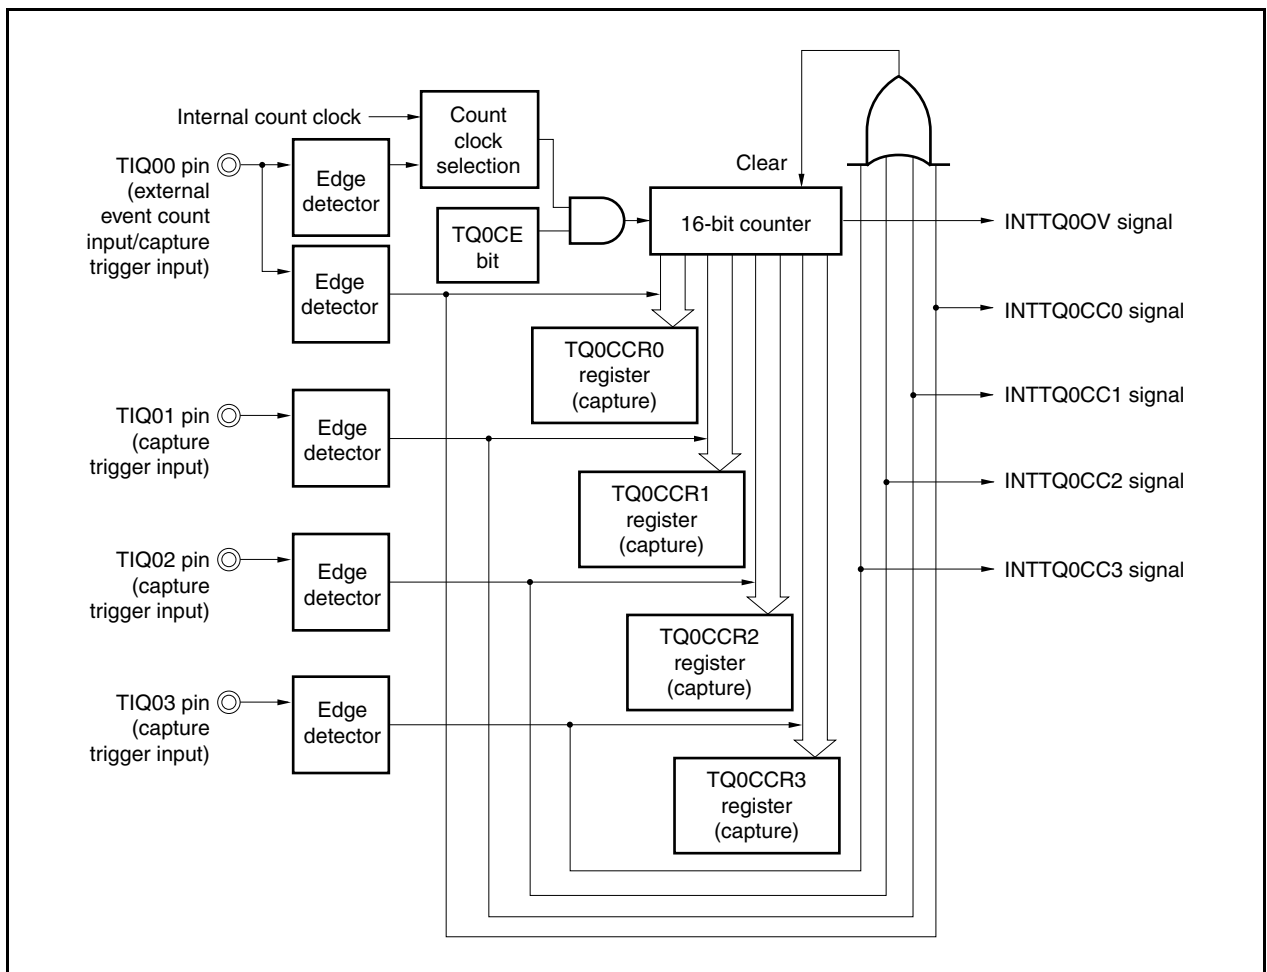 Internal count clock
Count
clock
selection
TIQ00 pin
(external
event count
input/capture
trigger input)
Edge
detector
Clear
TQ0CE
bit
16-bit counter
INTTQ0OV signal
Edge
detector
INTTQ0CC0 signal
TQ0CCR0
register
(capture)
TIQ01 pin
(capture
trigger input)
Edge
detector
INTTQ0CC1 signal
TQ0CCR1
register
(capture)
INTTQ0CC2 signal
TIQ02 pin
(capture
trigger input)
Edge
detector
INTTQ0CC3 signal
TQ0CCR2
register
(capture)
TIQ03 pin
(capture
trigger input)
Edge
detector
TQ0CCR3
register
(capture)